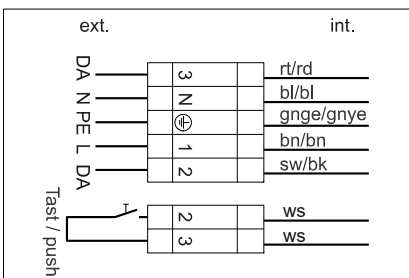 ext. int.
DA 3 rt/rd
N N bl/bl
PE gnge/gnye
L 1 bn/bn
DA 2 sw/bk
Tast / push
2 ws
3 ws